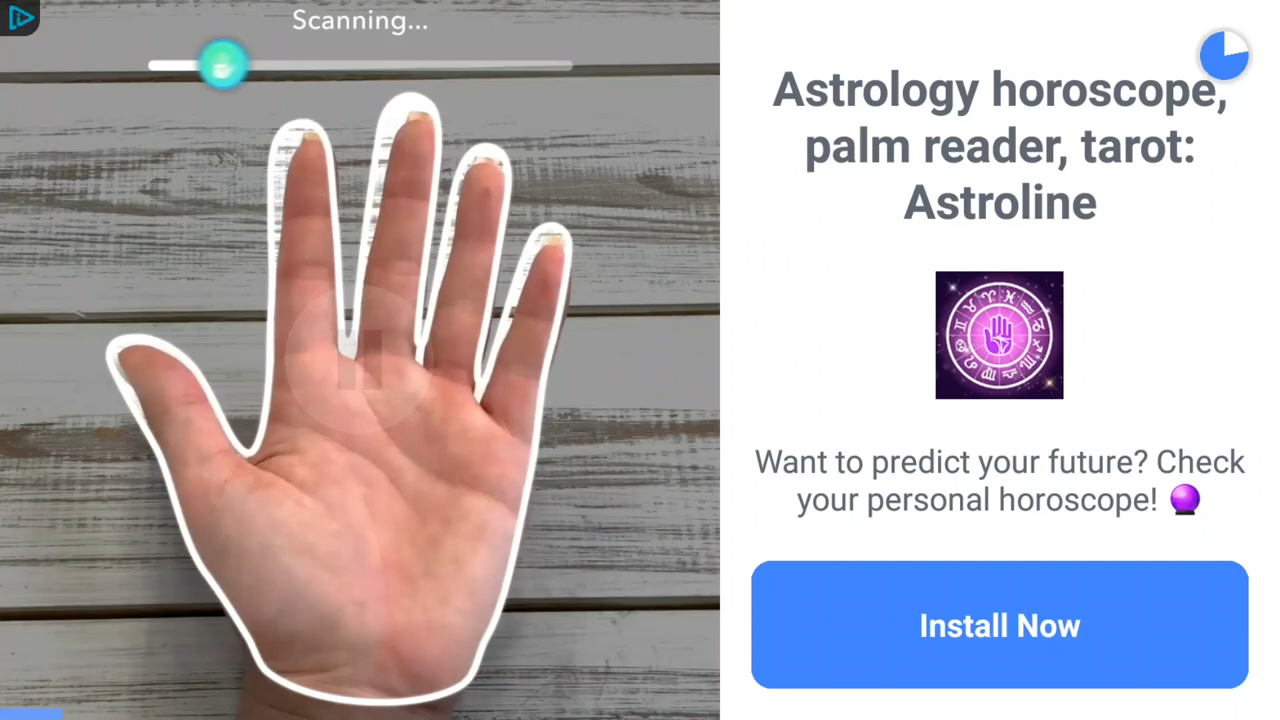 Scanning...
Astrology horoscope,
palm reader, tarot:
Astroline
Want to predict your future? Check
your personal horoscope! 🔮
Install Now